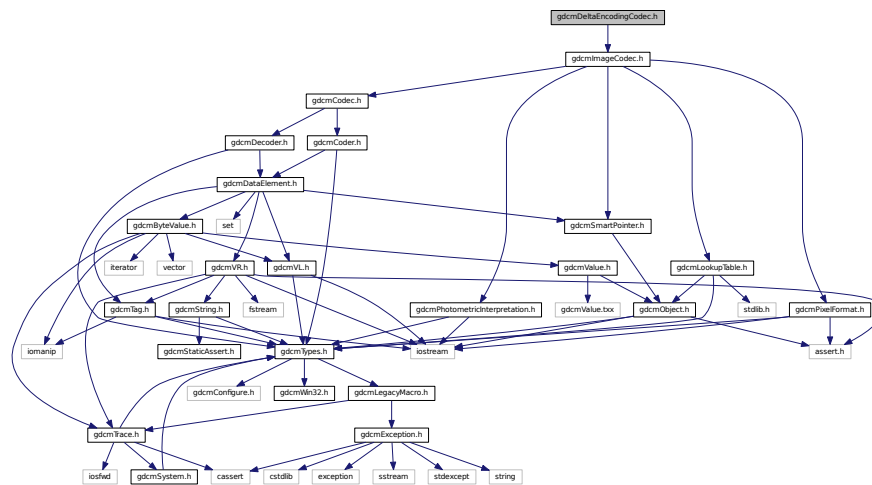 gdcmDeltaEncodingCodec.h
gdcmImageCodec.h
gdcmCodec.h
gdcmDecoder.h
gdcmCoder.h
gdcmDataElement.h
gdcmByteValue.h
set
gdcmSmartPointer.h
iterator
vector
gdcmVR.h
gdcmVL.h
gdcmValue.h
gdcmLookupTable.h
gdcmTag.h
gdcmString.h
fstream
gdcmPhotometricInterpretation.h
gdcmValue.txx
gdcmObject.h
stdlib.h
gdcmPixelFormat.h
iomanip
gdcmStaticAssert.h
gdcmTypes.h
iostream
assert.h
gdcmConfigure.h
gdcmWin32.h
gdcmLegacyMacro.h
gdcmTrace.h
gdcmException.h
iosfwd
gdcmSystem.h
cassert
cstdlib
exception
sstream
stdexcept
string